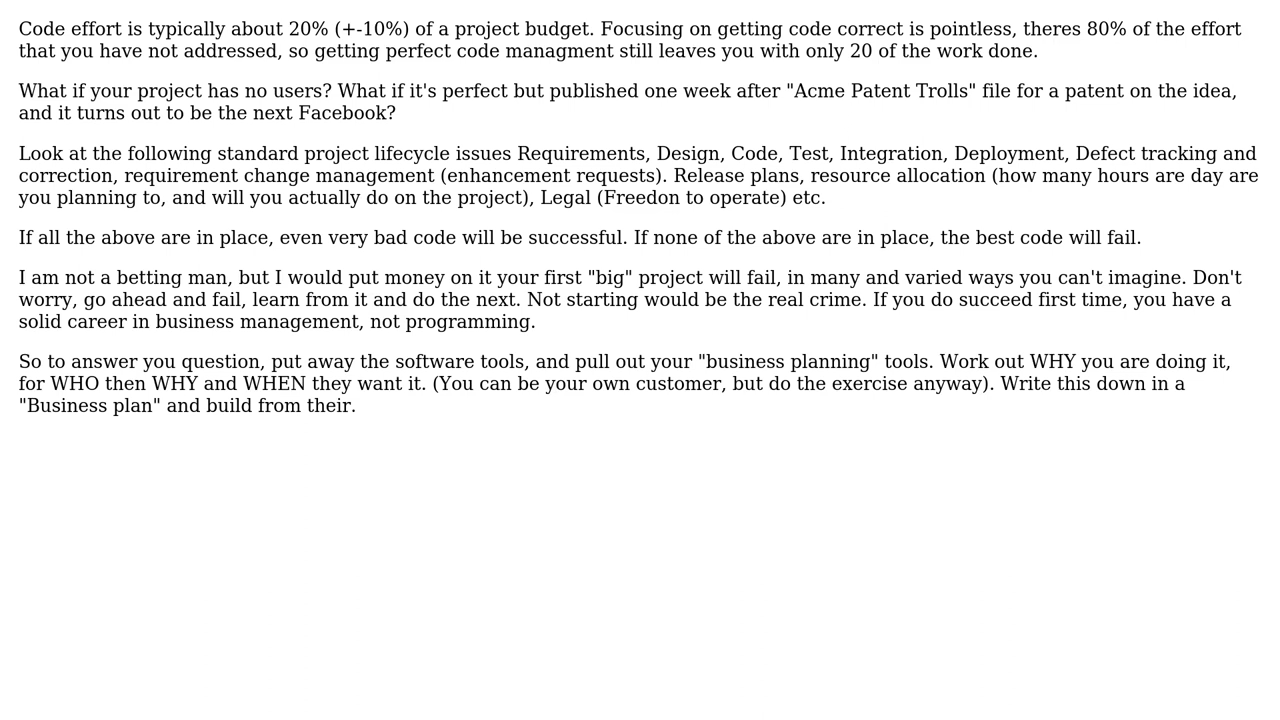 Code effort is typically about 20% (+-10%) of a project budget. Focusing on getting code correct is pointless, theres 80% of the effort
that you have not addressed, so getting perfect code managment still leaves you with only 20 of the work done.
What if your project has no users? What if it's perfect but published one week after "Acme Patent Trolls" file for a patent on the idea,
and it turns out to be the next Facebook?
Look at the following standard project lifecycle issues Requirements, Design, Code, Test, Integration, Deployment, Defect tracking and
correction, requirement change management (enhancement requests). Release plans, resource allocation (how many hours are day are
you planning to, and will you actually do on the project), Legal (Freedon to operate) etc.
If all the above are in place, even very bad code will be successful. If none of the above are in place, the best code will fail.
I am not a betting man, but I would put money on it your first "big" project will fail, in many and varied ways you can't imagine. Don't
worry, go ahead and fail, learn from it and do the next. Not starting would be the real crime. If you do succeed first time, you have a
solid career in business management, not programming.
So to answer you question, put away the software tools, and pull out your "business planning" tools. Work out WHY you are doing it,
for WHO then WHY and WHEN they want it. (You can be your own customer, but do the exercise anyway). Write this down in a
"Business plan" and build from their.